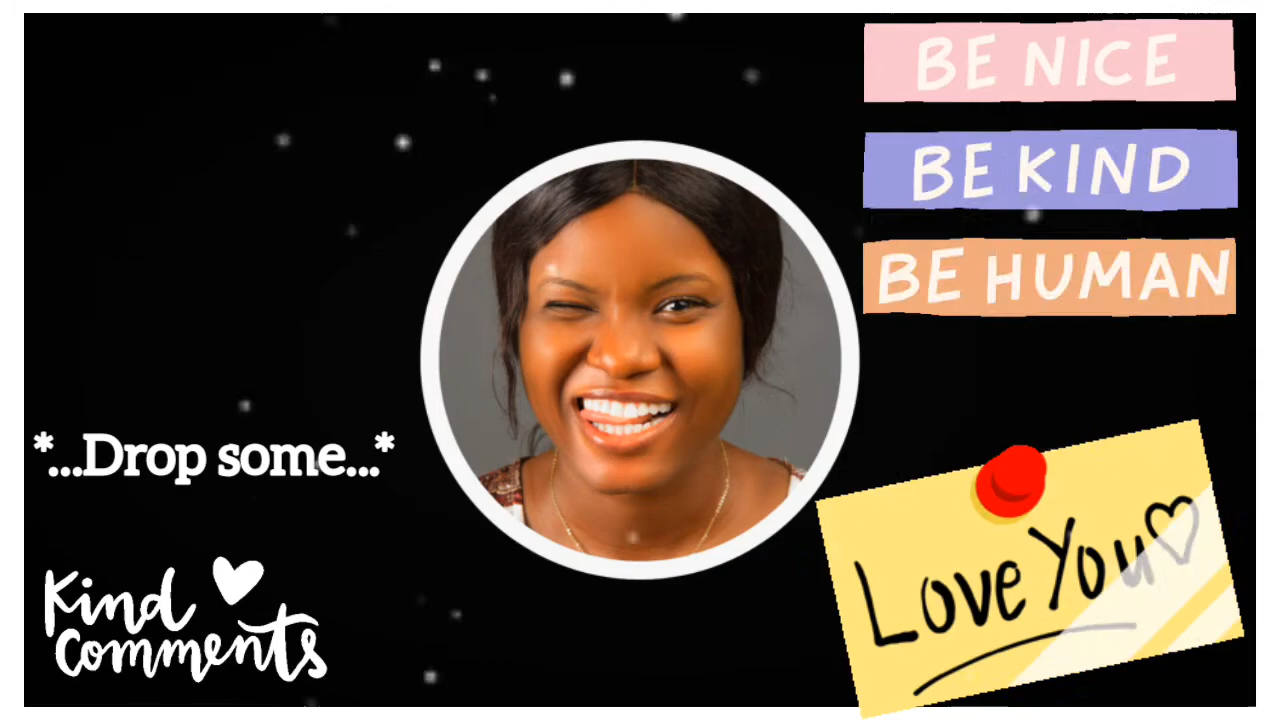 BE NICE
BE KIND
BE HUMAN
*...Drop some...*
Kind
Comments
Love You